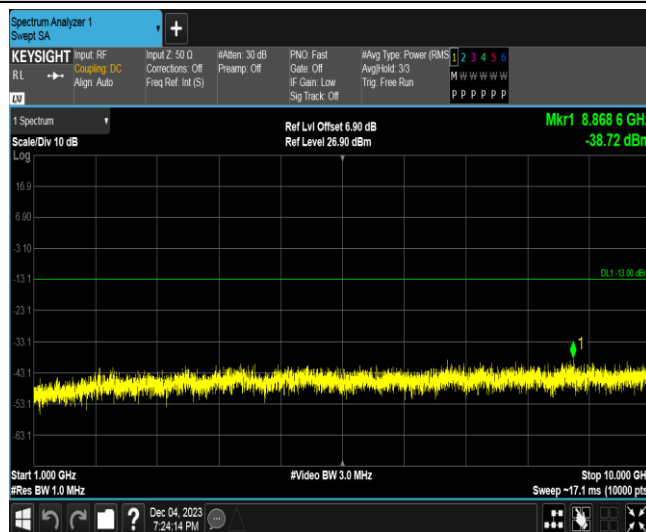 Spectrum Analyzer 1
Swept SA
KEYSIGHT Input: RF
RL Coupling: DC
Align: Auto
Input Z: 50 Ω
Corrections: Off
Freq Ref: Int (S)
#Atten: 30 dB
Preamp: Off
PNO: Fast
Gate: Off
IF Gain: Low
Sig Track: Off
#Avg Type: Power (RMS
Avg|Hold: 3/3
Trig: Free Run
1 2 3 4 5 6
M W W W W W
P P P P P P
LXI
1 Spectrum
Scale/Div 10 dB
Ref Lvl Offset 6.90 dB
Ref Level 26.90 dBm
Mkr1 8.868 6 GHz
-38.72 dBm
Log
16.9
6.90
-3.10
-13.1
DL1 -13.00 dBm
-23.1
-33.1
1
-43.1
-53.1
-63.1
Start 1.000 GHz
#Video BW 3.0 MHz
Stop 10.000 GHz
#Res BW 1.0 MHz
Sweep ~17.1 ms (10000 pts
?
Dec 04, 2023
7:24:14 PM